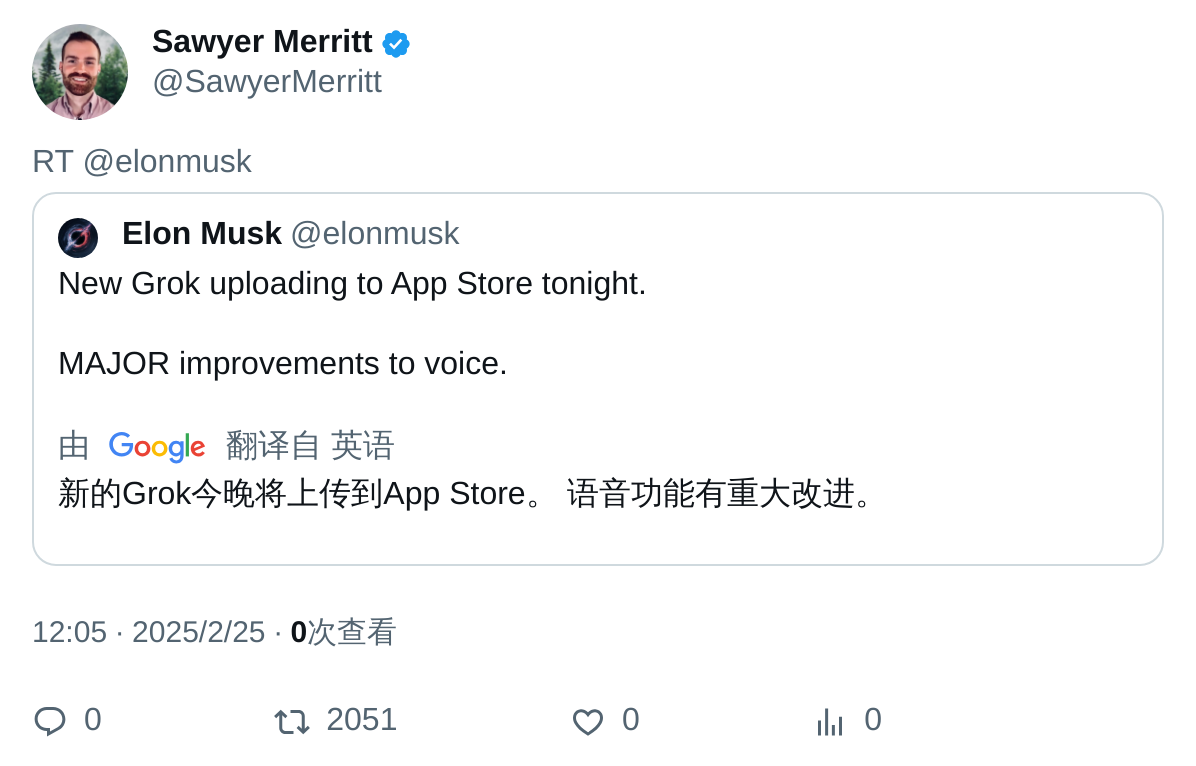 Sawyer Merritt
@SawyerMerritt
RT @elonmusk
Elon Musk @elonmusk
New Grok uploading to App Store tonight.
MAJOR improvements to voice.
由 Google 翻译自 英语
新的Grok今晚将上传到App Store。 语音功能有重大改进。
12:05 · 2025/2/25 · 0次查看
0 2051 0 0